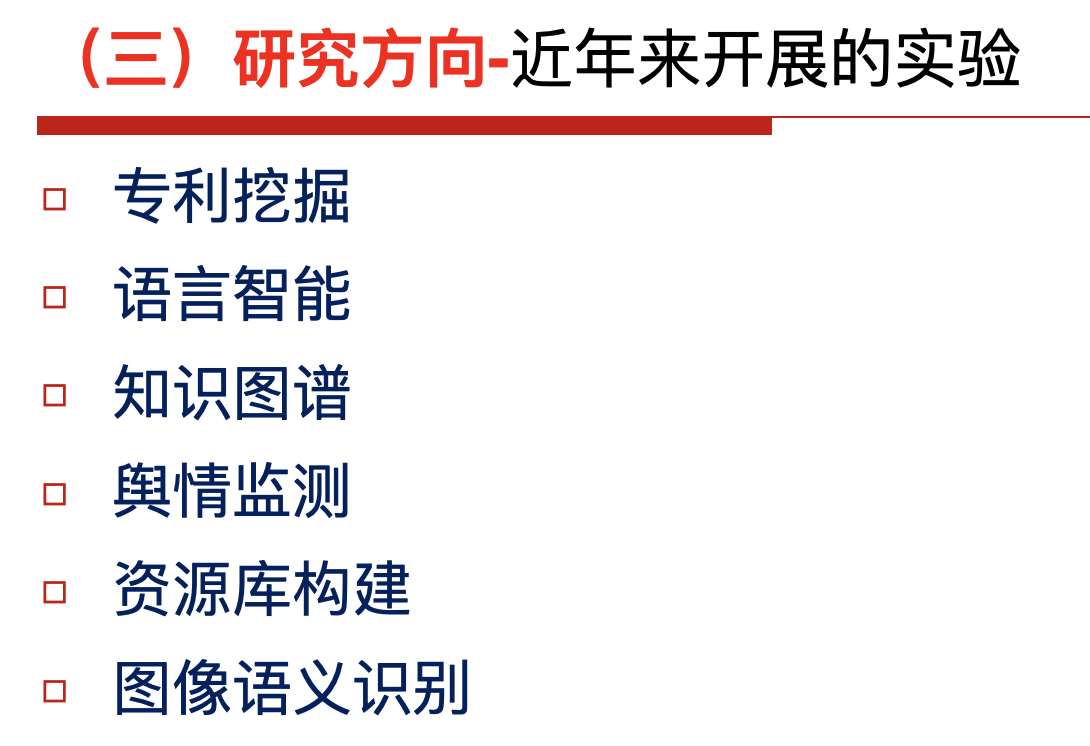 （三）研究方向-近年来开展的实验
专利挖掘
语言智能
知识图谱
舆情监测
资源库构建
图像语义识别